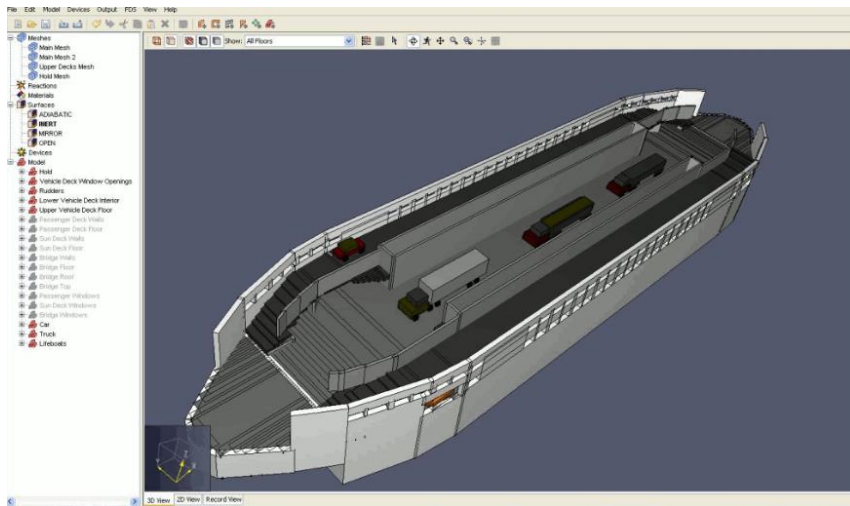 File Edit Model Devices Output FDS View Help
Show: All Floors
Meshes
Main Mesh
Main Mesh 2
Upper Decks Mesh
Hold Mesh
Reactions
Materials
Surfaces
ADIABATIC
INERT
MIRROR
OPEN
Devices
Model
Hold
Vehicle Deck Window Openings
Rudders
Lower Vehicle Deck Interior
Upper Vehicle Deck Floor
Passenger Deck Walls
Passenger Deck Floor
Sun Deck Walls
Sun Deck Floor
Bridge Walls
Bridge Floor
Bridge Roof
Bridge Top
Passenger Windows
Sun Deck Windows
Bridge Windows
Car
Truck
Lifeboats
Y Z X
3D View 2D View Record View